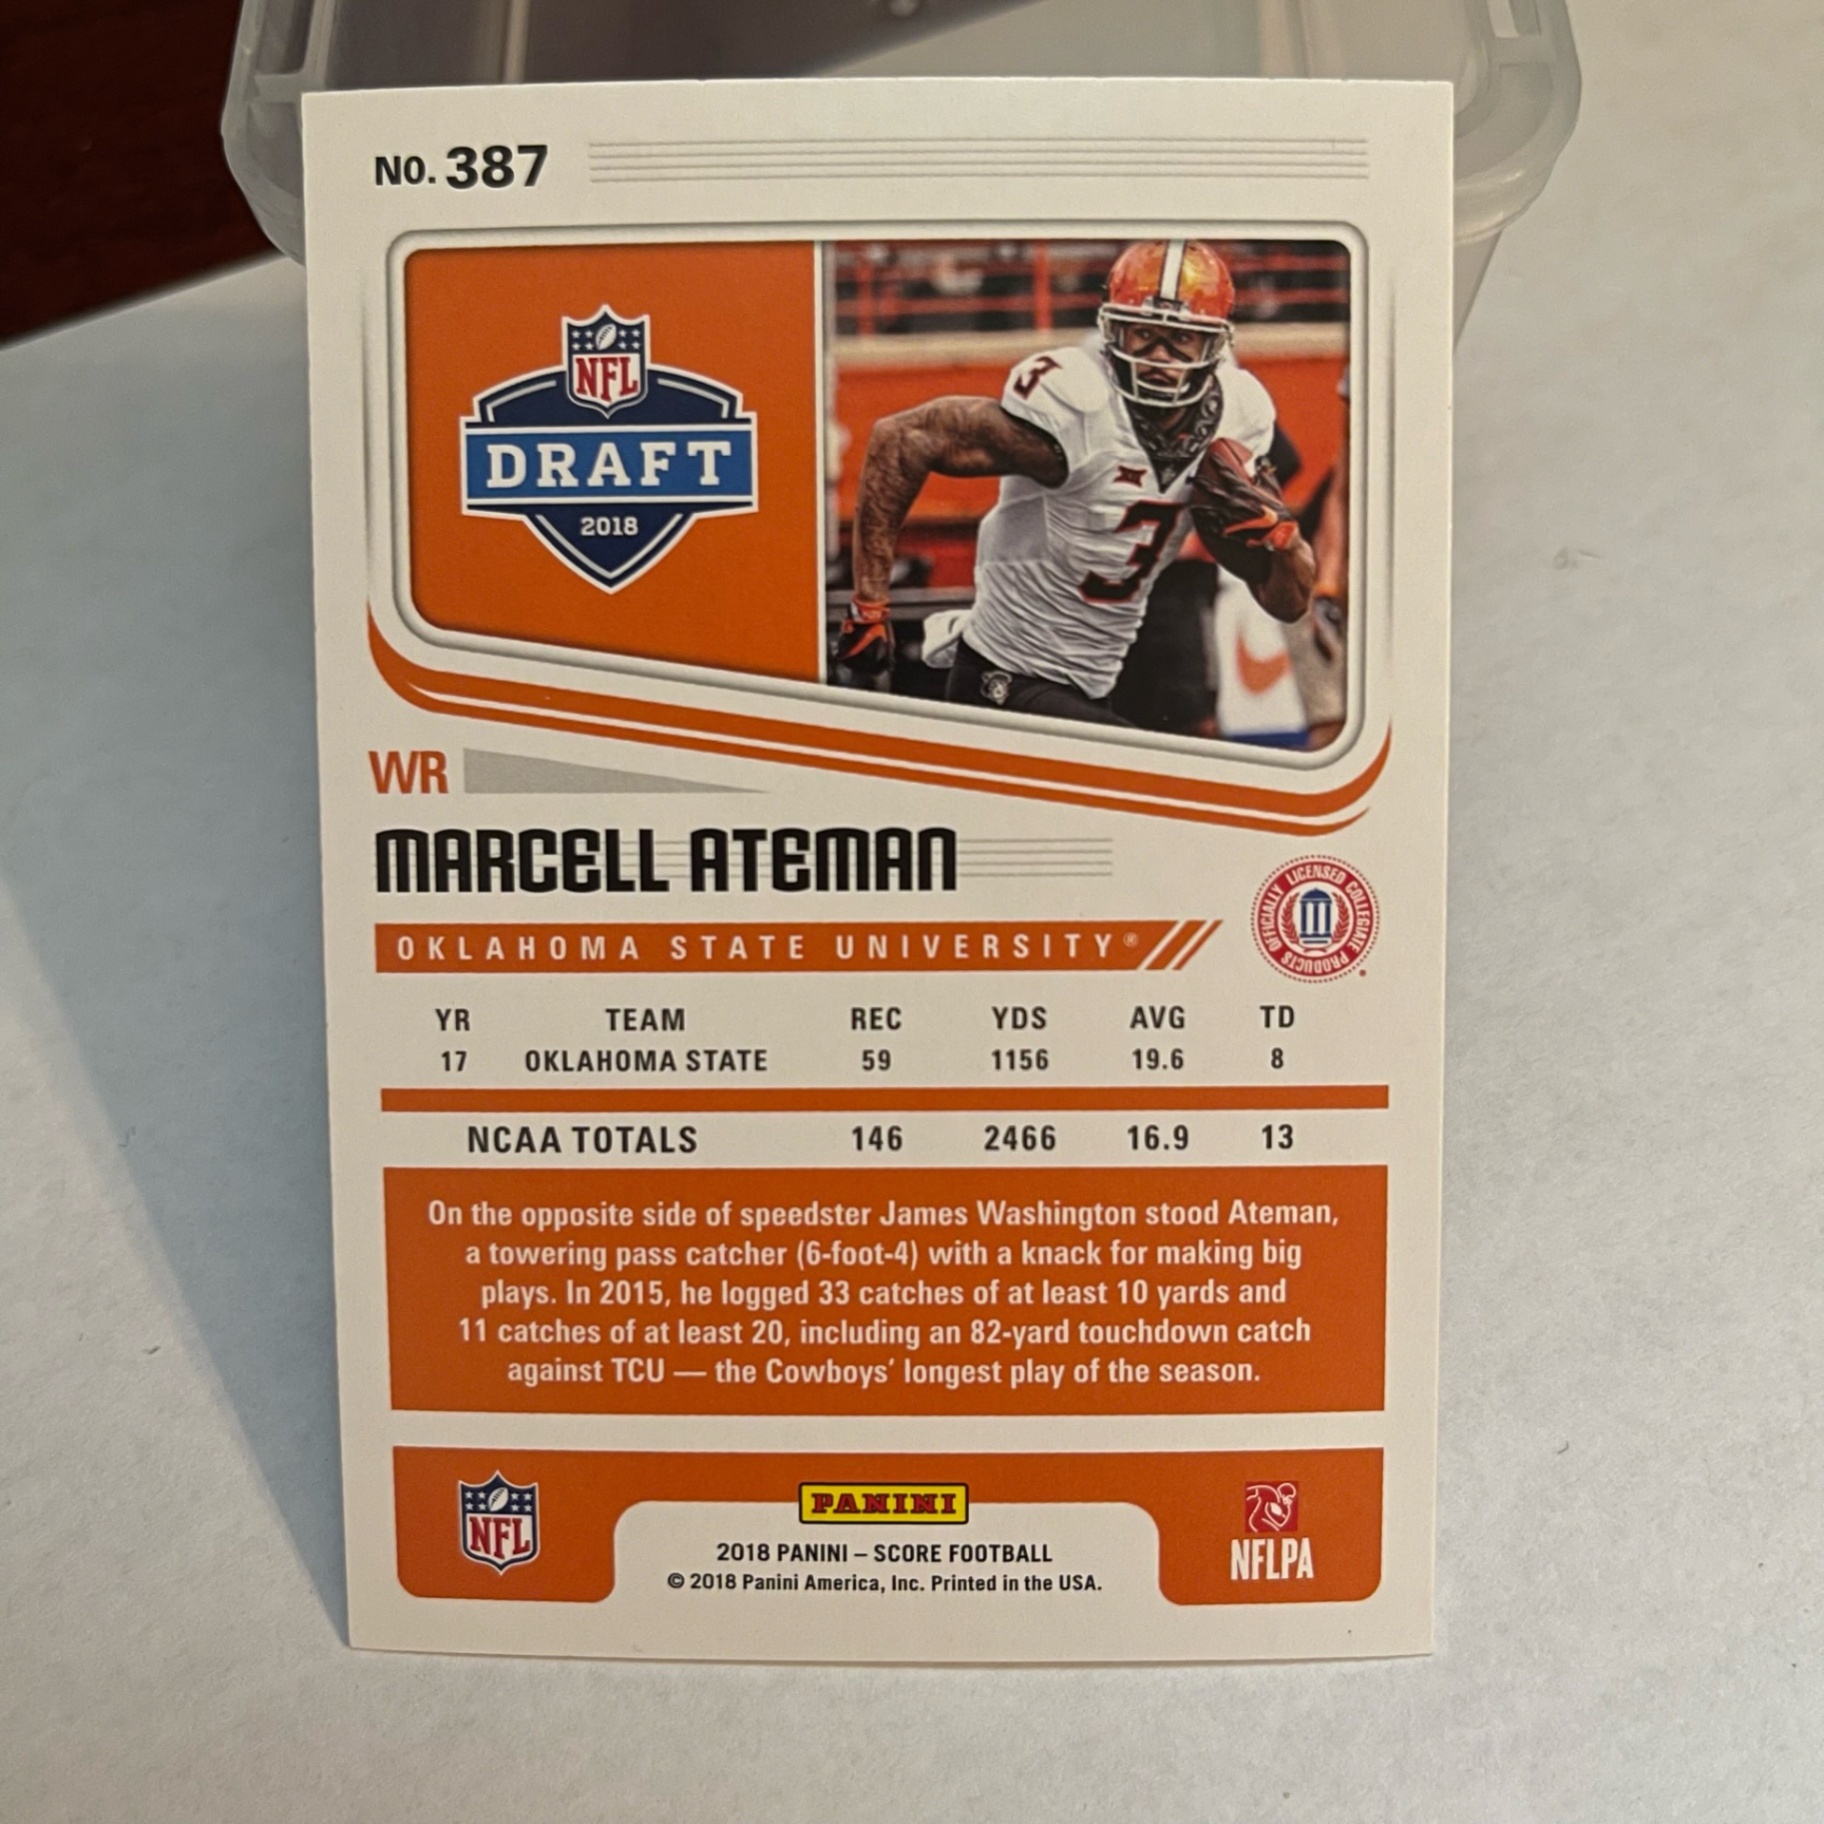 NO. 387
NFL
DRAFT
2018
3
3
WR
MARCELL ATEMAN
OKLAHOMA STATE UNIVERSITY®
OFFICIALLY LICENSED COLLEGIATE PRODUCTS
YR TEAM REC YDS AVG TD
17 OKLAHOMA STATE 59 1156 19.6 8
NCAA TOTALS 146 2466 16.9 13
On the opposite side of speedster James Washington stood Ateman,
a towering pass catcher (6-foot-4) with a knack for making big
plays. In 2015, he logged 33 catches of at least 10 yards and
11 catches of at least 20, including an 82-yard touchdown catch
against TCU — the Cowboys' longest play of the season.
NFL
PANINI
2018 PANINI – SCORE FOOTBALL
© 2018 Panini America, Inc. Printed in the USA.
NFLPA